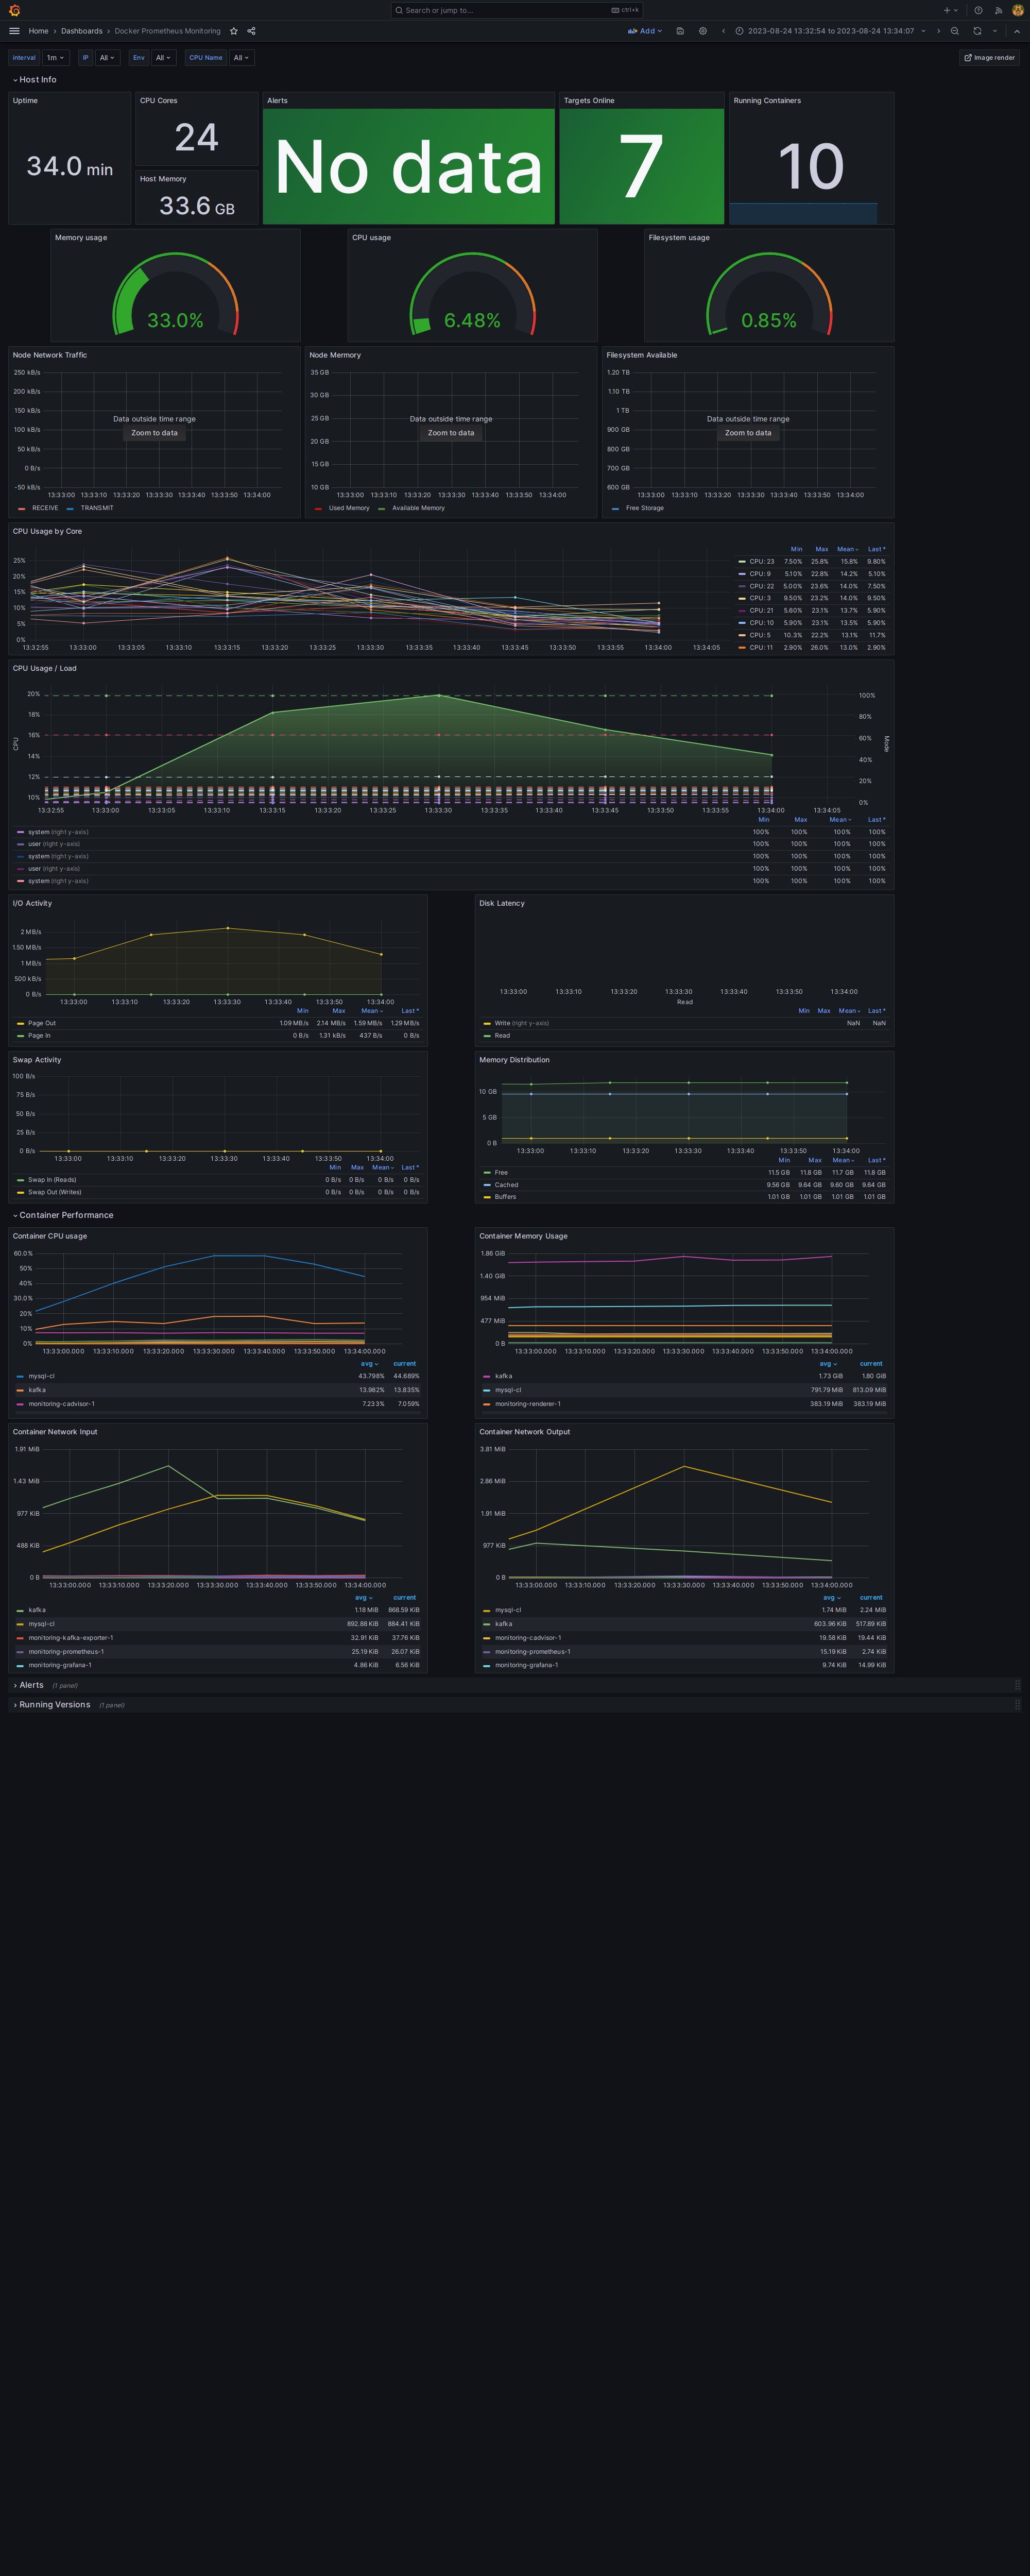 Search or jump to... ctrl+k
Home › Dashboards › Docker Prometheus Monitoring Add 2023-08-24 13:32:54 to 2023-08-24 13:34:07
Interval 1m IP All Env All CPU Name All Image render
Host Info
Uptime CPU Cores Alerts Targets Online Running Containers
34.0 min 24 No data 7 10
Host Memory
33.6 GB
Memory usage CPU usage Filesystem usage
33.0% 6.48% 0.85%
Node Network Traffic
250 kB/s
200 kB/s
150 kB/s
100 kB/s
50 kB/s
0 B/s
-50 kB/s
Data outside time range
Zoom to data
13:33:00 13:33:10 13:33:20 13:33:30 13:33:40 13:33:50 13:34:00
RECEIVE TRANSMIT
Node Mermory
35 GB
30 GB
25 GB
20 GB
15 GB
10 GB
Data outside time range
Zoom to data
13:33:00 13:33:10 13:33:20 13:33:30 13:33:40 13:33:50 13:34:00
Used Memory Available Memory
Filesystem Available
1.20 TB
1.10 TB
1 TB
900 GB
800 GB
700 GB
600 GB
Data outside time range
Zoom to data
13:33:00 13:33:10 13:33:20 13:33:30 13:33:40 13:33:50 13:34:00
Free Storage
CPU Usage by Core
25%
20%
15%
10%
5%
0%
13:32:55 13:33:00 13:33:05 13:33:10 13:33:15 13:33:20 13:33:25 13:33:30 13:33:35 13:33:40 13:33:45 13:33:50 13:33:55 13:34:00 13:34:05
Min Max Mean Last *
CPU: 23 7.50% 25.8% 15.8% 9.80%
CPU: 9 5.10% 22.8% 14.2% 5.10%
CPU: 22 5.00% 23.6% 14.0% 7.50%
CPU: 3 9.50% 23.2% 14.0% 9.50%
CPU: 21 5.60% 23.1% 13.7% 5.90%
CPU: 10 5.90% 23.1% 13.5% 5.90%
CPU: 5 10.3% 22.2% 13.1% 11.7%
CPU: 11 2.90% 26.0% 13.0% 2.90%
CPU Usage / Load
CPU
20%
18%
16%
14%
12%
10%
100%
80%
60%
40%
20%
0%
Mode
13:32:55 13:33:00 13:33:05 13:33:10 13:33:15 13:33:20 13:33:25 13:33:30 13:33:35 13:33:40 13:33:45 13:33:50 13:33:55 13:34:00 13:34:05
Min Max Mean Last *
system (right y-axis) 100% 100% 100% 100%
user (right y-axis) 100% 100% 100% 100%
system (right y-axis) 100% 100% 100% 100%
user (right y-axis) 100% 100% 100% 100%
system (right y-axis) 100% 100% 100% 100%
I/O Activity
2 MB/s
1.50 MB/s
1 MB/s
500 kB/s
0 B/s
13:33:00 13:33:10 13:33:20 13:33:30 13:33:40 13:33:50 13:34:00
Min Max Mean Last *
Page Out 1.09 MB/s 2.14 MB/s 1.59 MB/s 1.29 MB/s
Page In 0 B/s 1.31 kB/s 437 B/s 0 B/s
Disk Latency
13:33:00 13:33:10 13:33:20 13:33:30 13:33:40 13:33:50 13:34:00
Read
Min Max Mean Last *
Write (right y-axis) NaN NaN
Read
Swap Activity
100 B/s
75 B/s
50 B/s
25 B/s
0 B/s
13:33:00 13:33:10 13:33:20 13:33:30 13:33:40 13:33:50 13:34:00
Min Max Mean Last *
Swap In (Reads) 0 B/s 0 B/s 0 B/s 0 B/s
Swap Out (Writes) 0 B/s 0 B/s 0 B/s 0 B/s
Memory Distribution
10 GB
5 GB
0 B
13:33:00 13:33:10 13:33:20 13:33:30 13:33:40 13:33:50 13:34:00
Min Max Mean Last *
Free 11.5 GB 11.8 GB 11.7 GB 11.8 GB
Cached 9.56 GB 9.64 GB 9.60 GB 9.64 GB
Buffers 1.01 GB 1.01 GB 1.01 GB 1.01 GB
Container Performance
Container CPU usage
60.0%
50%
40%
30.0%
20%
10%
0%
13:33:00.000 13:33:10.000 13:33:20.000 13:33:30.000 13:33:40.000 13:33:50.000 13:34:00.000
avg current
mysql-cl 43.798% 44.689%
kafka 13.982% 13.835%
monitoring-cadvisor-1 7.233% 7.059%
Container Memory Usage
1.86 GiB
1.40 GiB
954 MiB
477 MiB
0 B
13:33:00.000 13:33:10.000 13:33:20.000 13:33:30.000 13:33:40.000 13:33:50.000 13:34:00.000
avg current
kafka 1.73 GiB 1.80 GiB
mysql-cl 791.79 MiB 813.09 MiB
monitoring-renderer-1 383.19 MiB 383.19 MiB
Container Network Input
1.91 MiB
1.43 MiB
977 KiB
488 KiB
0 B
13:33:00.000 13:33:10.000 13:33:20.000 13:33:30.000 13:33:40.000 13:33:50.000 13:34:00.000
avg current
kafka 1.18 MiB 868.59 KiB
mysql-cl 892.88 KiB 884.41 KiB
monitoring-kafka-exporter-1 32.91 KiB 37.76 KiB
monitoring-prometheus-1 25.19 KiB 26.07 KiB
monitoring-grafana-1 4.86 KiB 6.56 KiB
Container Network Output
3.81 MiB
2.86 MiB
1.91 MiB
977 KiB
0 B
13:33:00.000 13:33:10.000 13:33:20.000 13:33:30.000 13:33:40.000 13:33:50.000 13:34:00.000
avg current
mysql-cl 1.74 MiB 2.24 MiB
kafka 603.96 KiB 517.89 KiB
monitoring-cadvisor-1 19.58 KiB 19.44 KiB
monitoring-prometheus-1 15.19 KiB 2.74 KiB
monitoring-grafana-1 9.74 KiB 14.99 KiB
Alerts (1 panel)
Running Versions (1 panel)